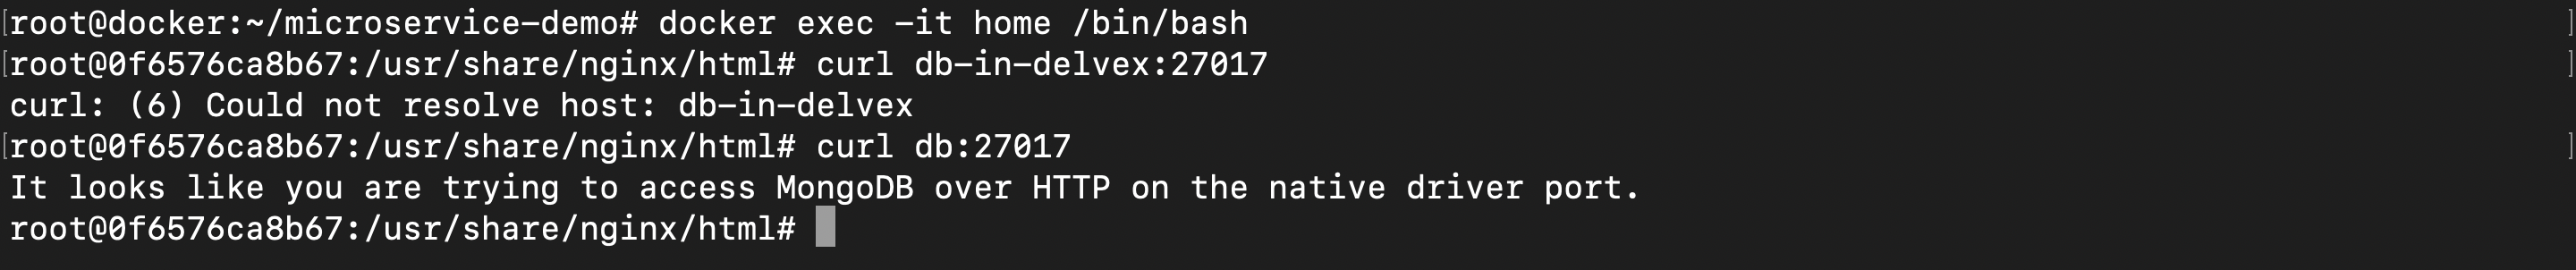 [root@docker:~/microservice-demo# docker exec -it home /bin/bash ]
[root@0f6576ca8b67:/usr/share/nginx/html# curl db-in-delvex:27017 ]
curl: (6) Could not resolve host: db-in-delvex
[root@0f6576ca8b67:/usr/share/nginx/html# curl db:27017 ]
It looks like you are trying to access MongoDB over HTTP on the native driver port.
root@0f6576ca8b67:/usr/share/nginx/html#